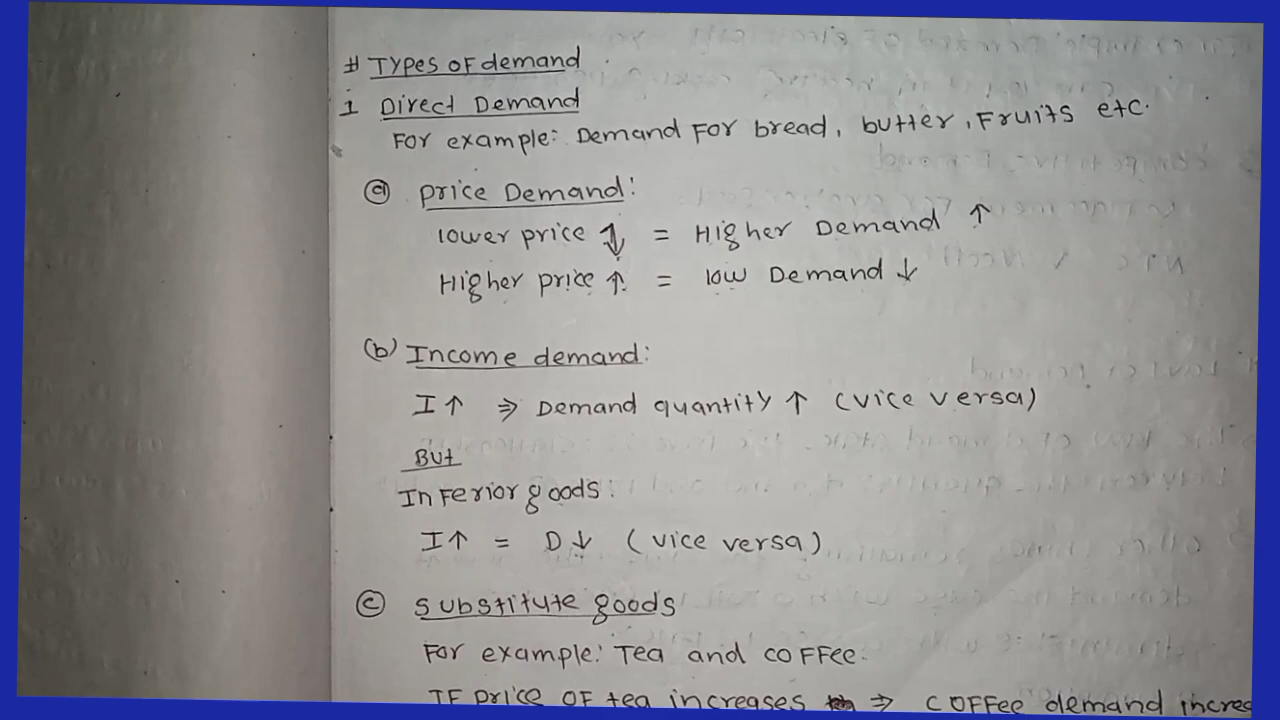 # Types of demand
1 Direct Demand
For example: Demand For bread, butter, Fruits etc.
(a) price Demand:
lower price ↓ = Higher Demand ↑
Higher price ↑ = low Demand ↓
(b) Income demand:
I↑ ⇒ Demand quantity ↑ (vice versa)
But
Inferior goods:
I↑ = D↓ (vice versa)
(c) substitute goods
For example: Tea and coffee.
If price of tea increases ⇒ coffee demand increa